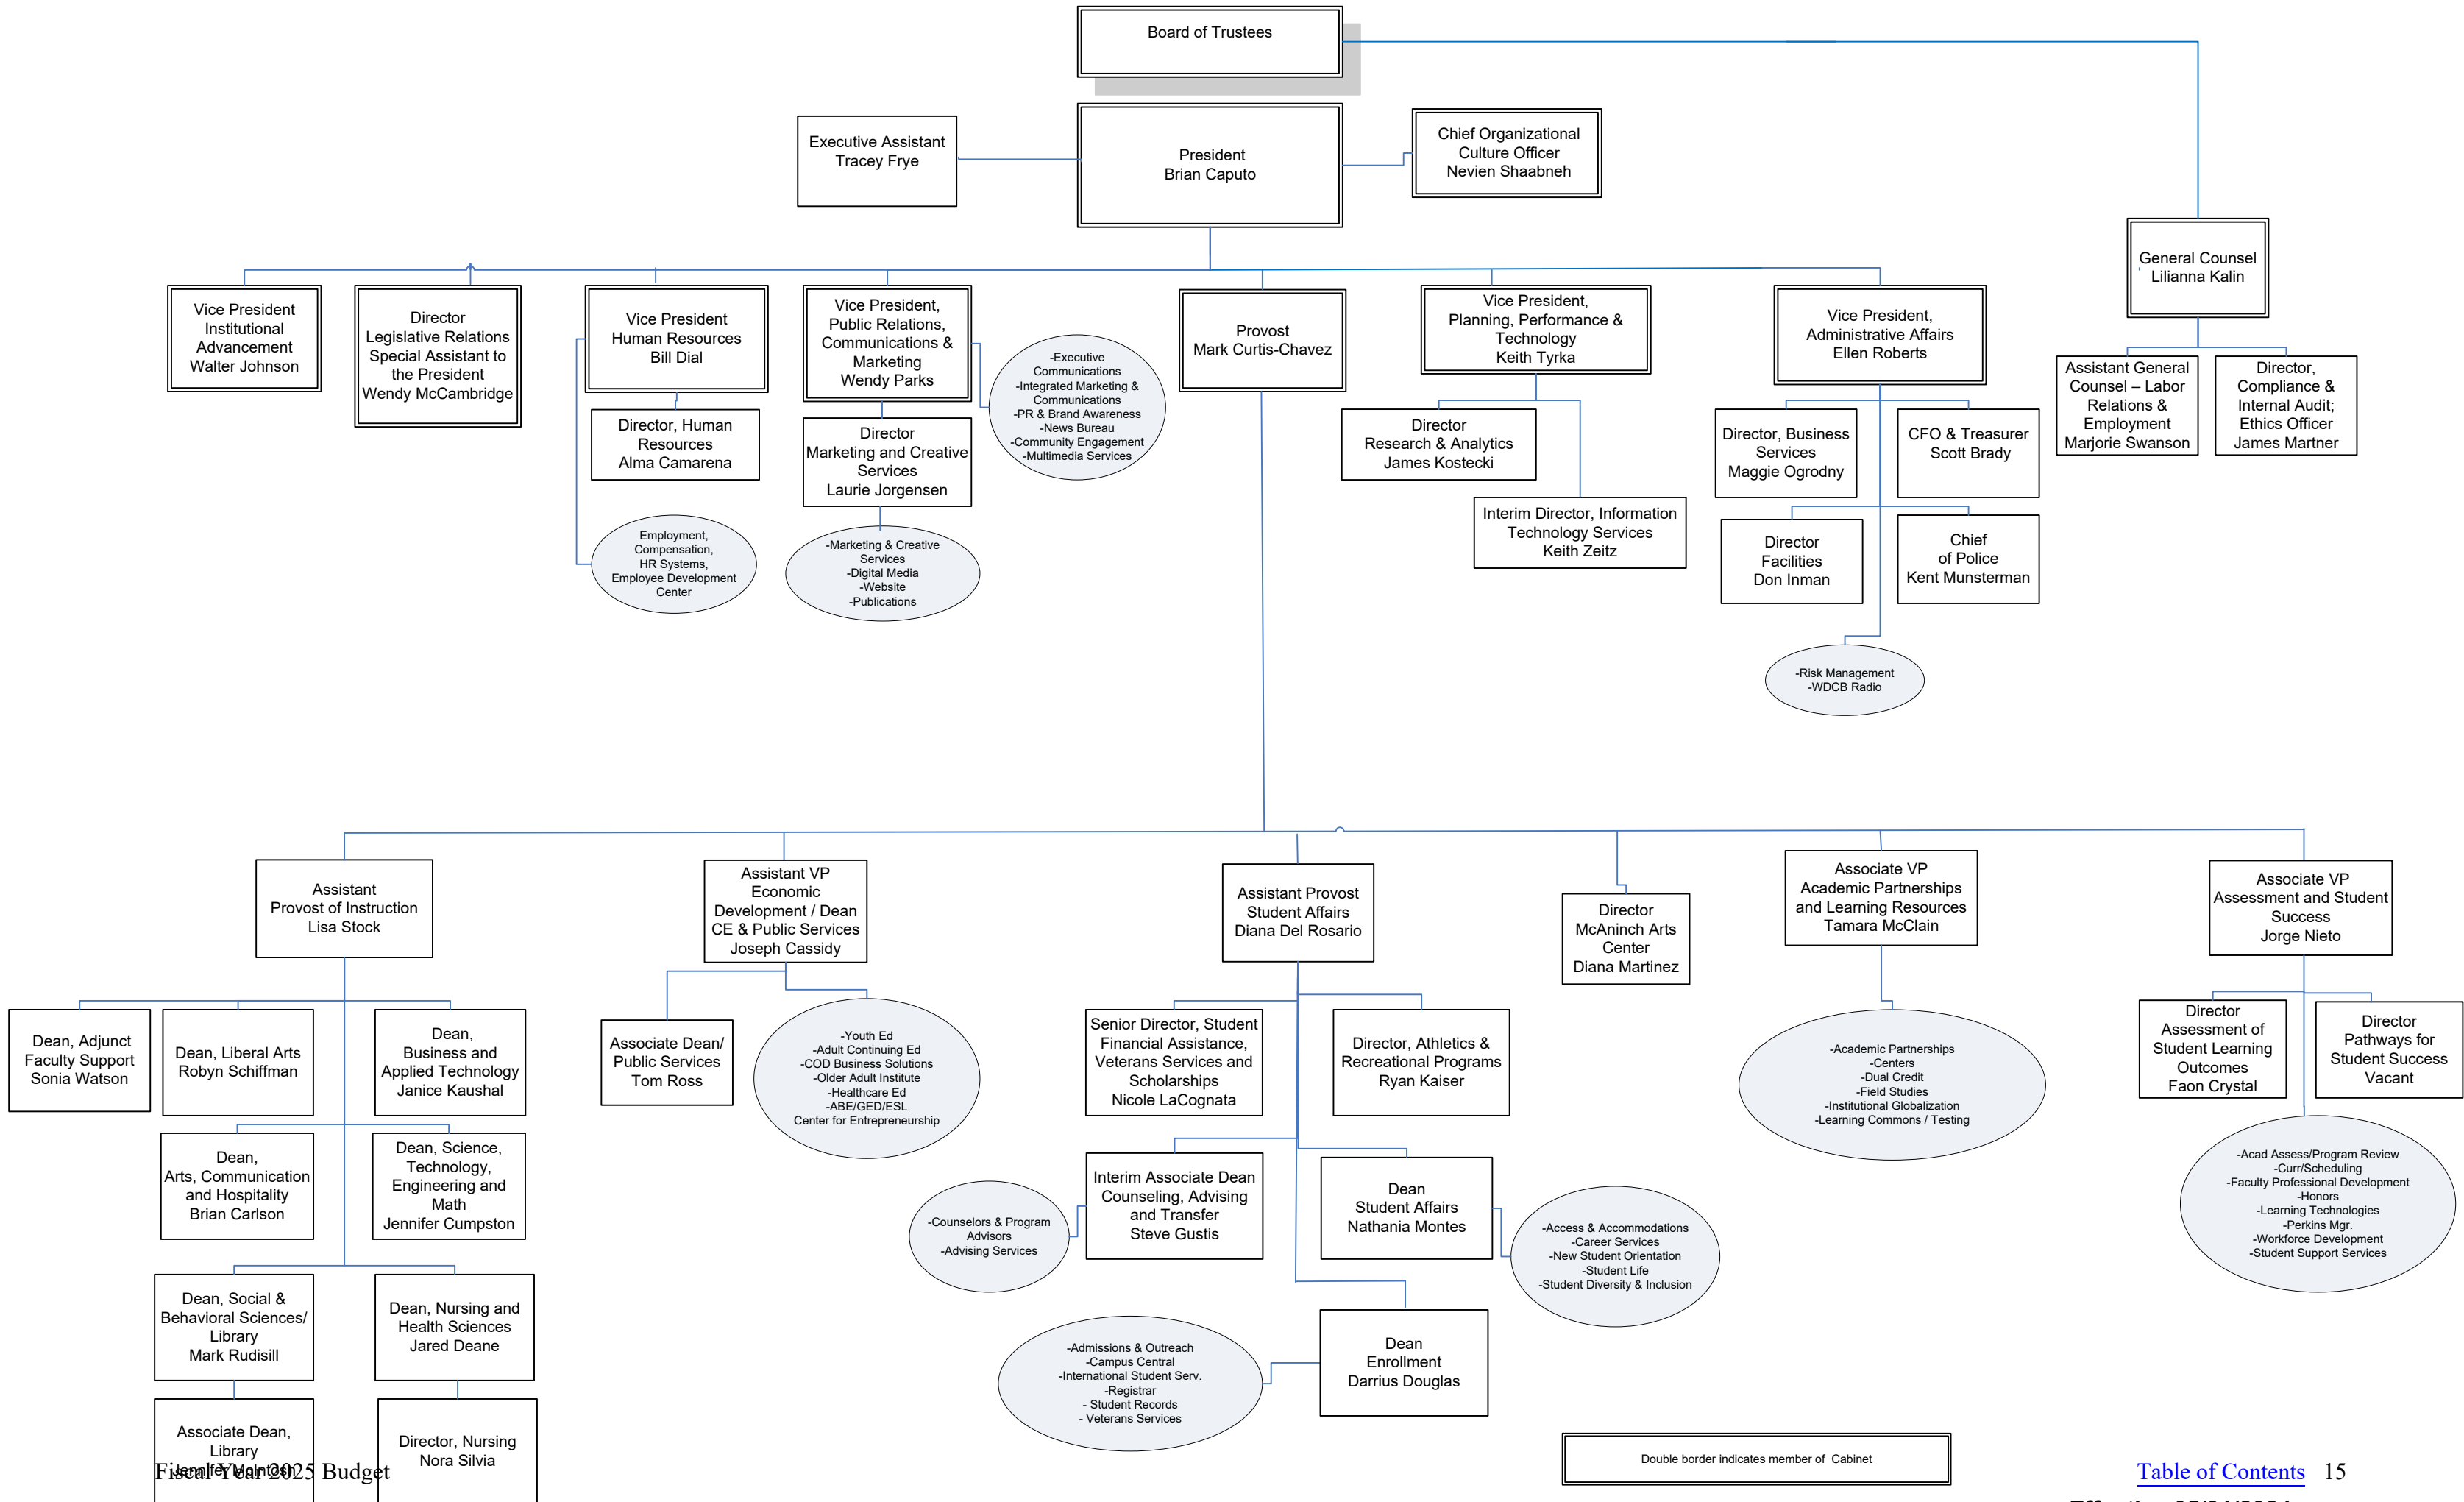 Board of Trustees
Executive Assistant
Tracey Frye
President
Brian Caputo
Chief Organizational
Culture Officer
Nevien Shaabneh
General Counsel
Lilianna Kalin
Vice President
Institutional
Advancement
Walter Johnson
Director
Legislative Relations
Special Assistant to
the President
Wendy McCambridge
Vice President
Human Resources
Bill Dial
Vice President,
Public Relations,
Communications &
Marketing
Wendy Parks
-Executive
Communications
-Integrated Marketing &
Communications
-PR & Brand Awareness
-News Bureau
-Community Engagement
-Multimedia Services
Provost
Mark Curtis-Chavez
Vice President,
Planning, Performance &
Technology
Keith Tyrka
Vice President,
Administrative Affairs
Ellen Roberts
Assistant General
Counsel – Labor
Relations &
Employment
Marjorie Swanson
Director,
Compliance &
Internal Audit;
Ethics Officer
James Martner
Director, Human
Resources
Alma Camarena
Director
Marketing and Creative
Services
Laurie Jorgensen
Director
Research & Analytics
James Kostecki
Director, Business
Services
Maggie Ogrodny
CFO & Treasurer
Scott Brady
Interim Director, Information
Technology Services
Keith Zeitz
Director
Facilities
Don Inman
Chief
of Police
Kent Munsterman
Employment,
Compensation,
HR Systems,
Employee Development
Center
-Marketing & Creative
Services
-Digital Media
-Website
-Publications
-Risk Management
-WDCB Radio
Assistant
Provost of Instruction
Lisa Stock
Assistant VP
Economic
Development / Dean
CE & Public Services
Joseph Cassidy
Assistant Provost
Student Affairs
Diana Del Rosario
Director
McAninch Arts
Center
Diana Martinez
Associate VP
Academic Partnerships
and Learning Resources
Tamara McClain
Associate VP
Assessment and Student
Success
Jorge Nieto
Dean, Adjunct
Faculty Support
Sonia Watson
Dean, Liberal Arts
Robyn Schiffman
Dean,
Business and
Applied Technology
Janice Kaushal
Associate Dean/
Public Services
Tom Ross
-Youth Ed
-Adult Continuing Ed
-COD Business Solutions
-Older Adult Institute
-Healthcare Ed
-ABE/GED/ESL
Center for Entrepreneurship
Senior Director, Student
Financial Assistance,
Veterans Services and
Scholarships
Nicole LaCognata
Director, Athletics &
Recreational Programs
Ryan Kaiser
-Academic Partnerships
-Centers
-Dual Credit
-Field Studies
-Institutional Globalization
-Learning Commons / Testing
Director
Assessment of
Student Learning
Outcomes
Faon Crystal
Director
Pathways for
Student Success
Vacant
Dean,
Arts, Communication
and Hospitality
Brian Carlson
Dean, Science,
Technology,
Engineering and
Math
Jennifer Cumpston
-Counselors & Program
Advisors
-Advising Services
Interim Associate Dean
Counseling, Advising
and Transfer
Steve Gustis
Dean
Student Affairs
Nathania Montes
-Access & Accommodations
-Career Services
-New Student Orientation
-Student Life
-Student Diversity & Inclusion
-Acad Assess/Program Review
-Curr/Scheduling
-Faculty Professional Development
-Honors
-Learning Technologies
-Perkins Mgr.
-Workforce Development
-Student Support Services
Dean, Social &
Behavioral Sciences/
Library
Mark Rudisill
Dean, Nursing and
Health Sciences
Jared Deane
-Admissions & Outreach
-Campus Central
-International Student Serv.
-Registrar
- Student Records
- Veterans Services
Dean
Enrollment
Darrius Douglas
Associate Dean,
Library
Jennifer McIntosh
Director, Nursing
Nora Silvia
Double border indicates member of Cabinet
Fiscal Year 2025 Budget
Table of Contents 15